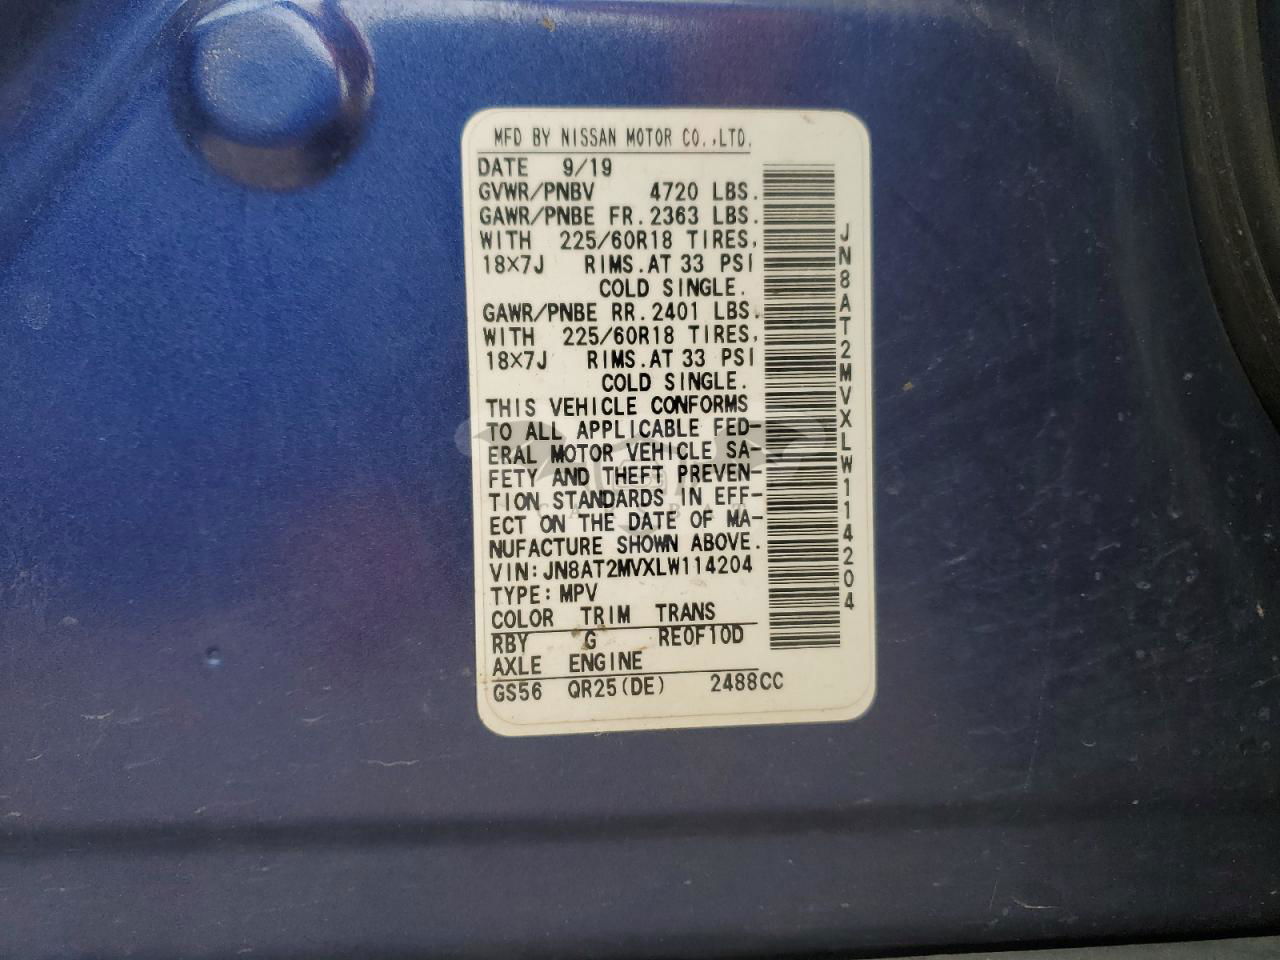 MFD BY NISSAN MOTOR CO.,LTD.
DATE 9/19
GVWR/PNBV 4720 LBS.
GAWR/PNBE FR.2363 LBS.
WITH 225/60R18 TIRES,
18X7J RIMS.AT 33 PSI
COLD SINGLE.
GAWR/PNBE RR.2401 LBS.
WITH 225/60R18 TIRES,
18X7J RIMS.AT 33 PSI
COLD SINGLE.
THIS VEHICLE CONFORMS
TO ALL APPLICABLE FED-
ERAL MOTOR VEHICLE SA-
FETY AND THEFT PREVEN-
TION STANDARDS IN EFF-
ECT ON THE DATE OF MA-
NUFACTURE SHOWN ABOVE.
VIN:JN8AT2MVXLW114204
TYPE:MPV
COLOR TRIM TRANS
RBY G RE0F10D
AXLE ENGINE
GS56 QR25(DE) 2488CC
JN8AT2MVXLW114204